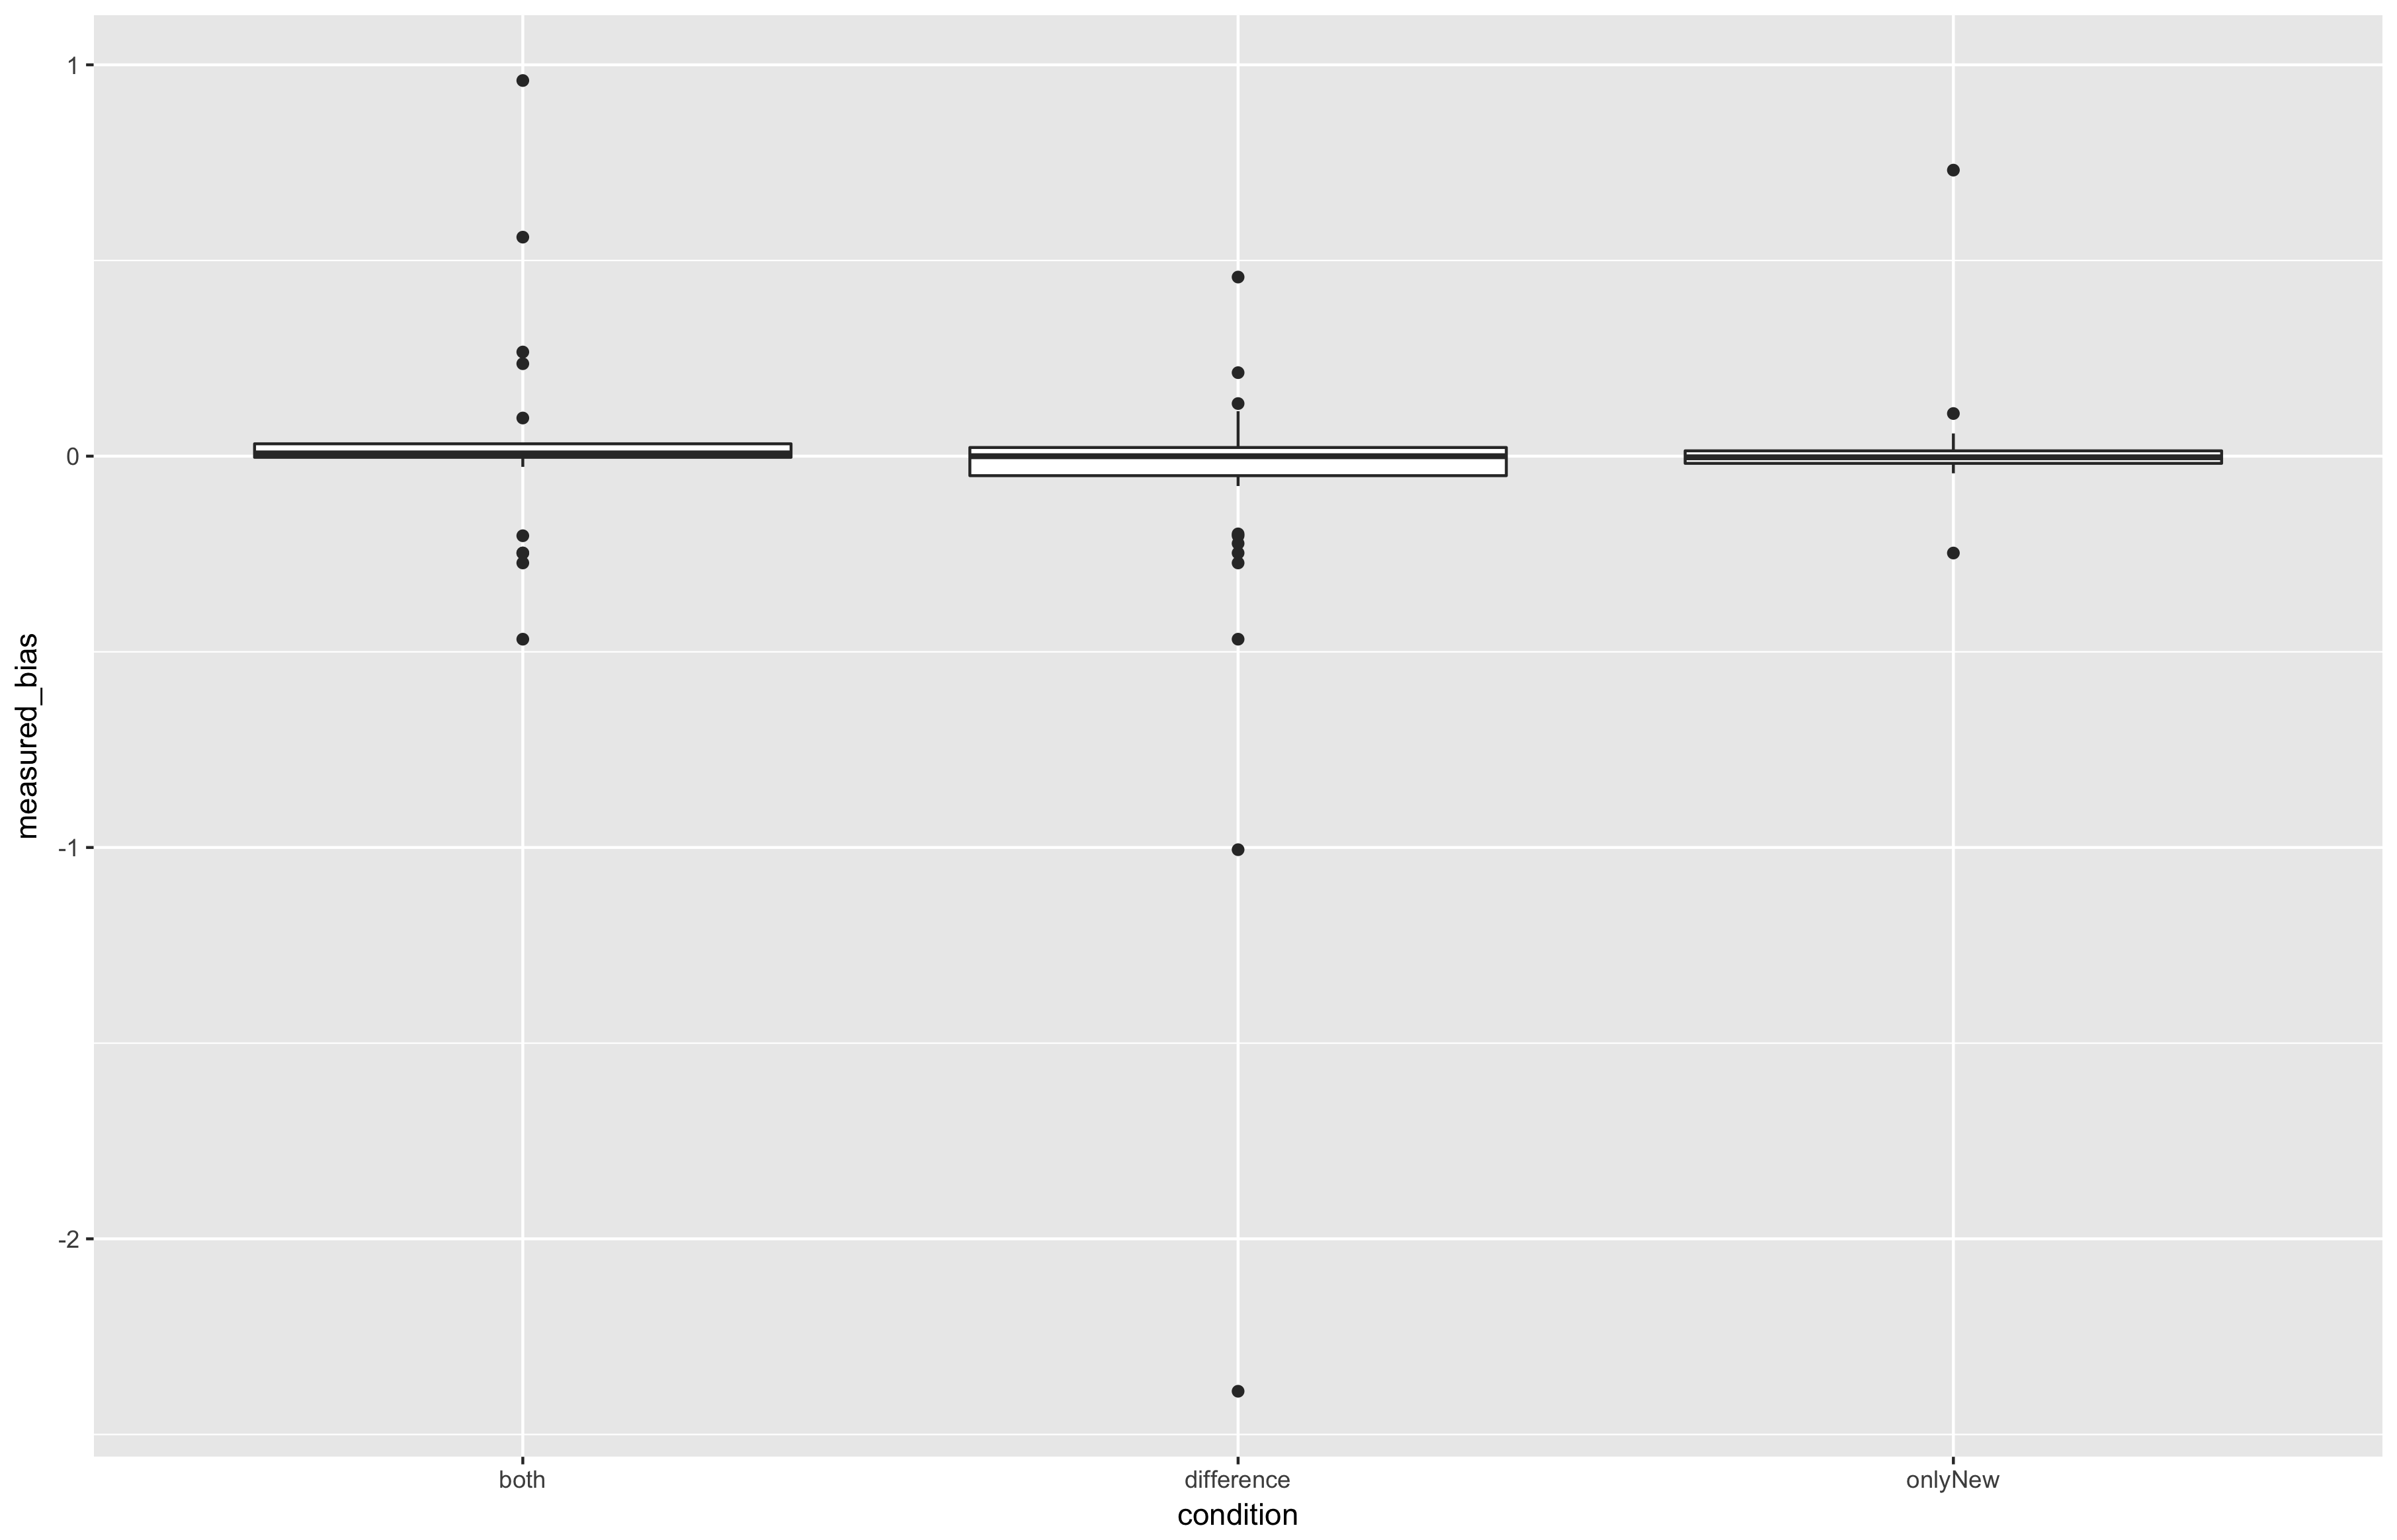 measured_bias
1
0
-1
-2
both
difference
onlyNew
condition